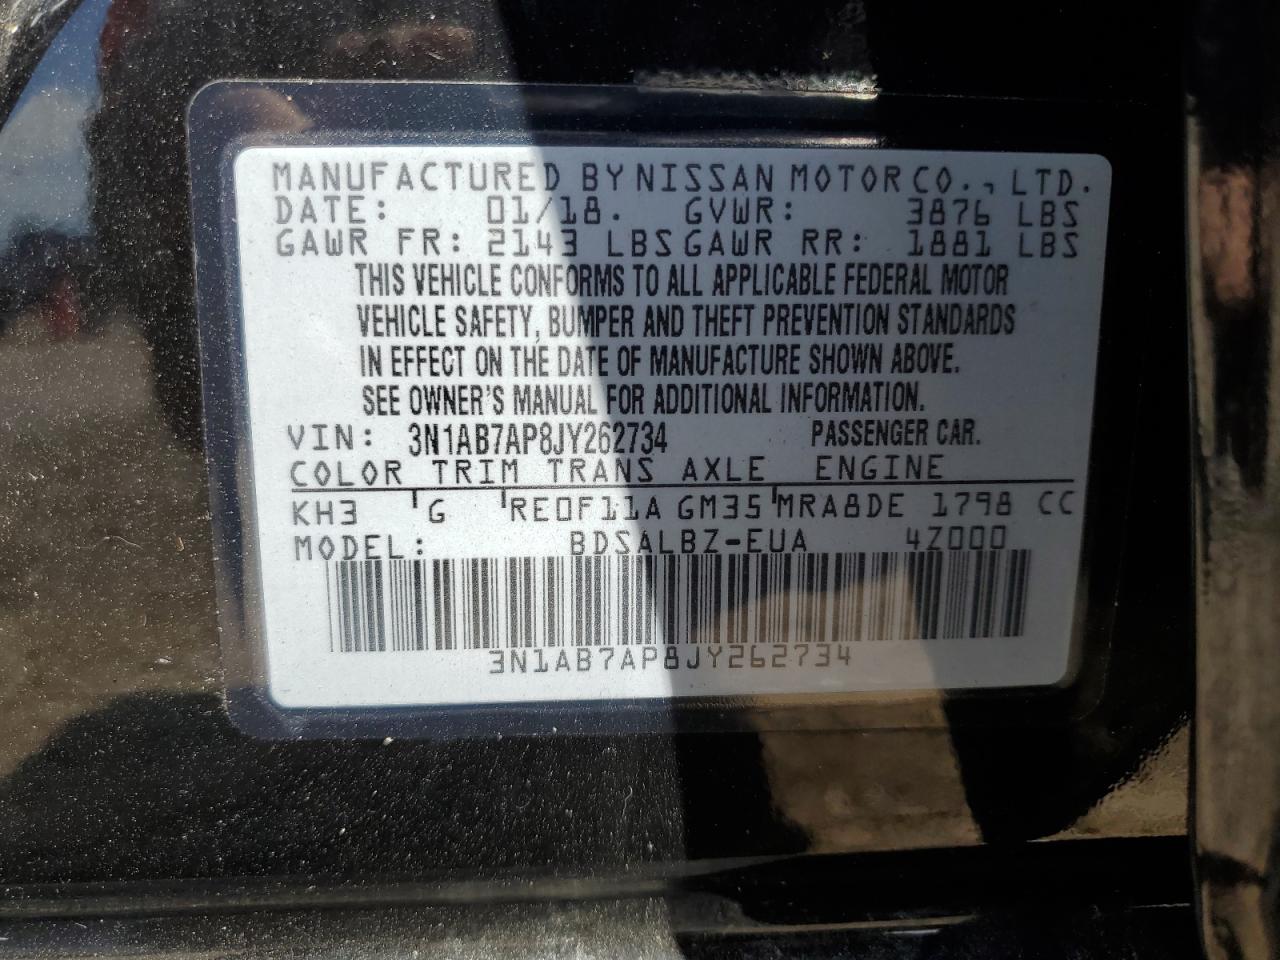 MANUFACTURED BY NISSAN MOTOR CO., LTD.
DATE: 01/18. GVWR: 3876 LBS
GAWR FR: 2143 LBS GAWR RR: 1881 LBS
THIS VEHICLE CONFORMS TO ALL APPLICABLE FEDERAL MOTOR
VEHICLE SAFETY, BUMPER AND THEFT PREVENTION STANDARDS
IN EFFECT ON THE DATE OF MANUFACTURE SHOWN ABOVE.
SEE OWNER'S MANUAL FOR ADDITIONAL INFORMATION.
VIN: 3N1AB7AP8JY262734 PASSENGER CAR.
COLOR TRIM TRANS AXLE ENGINE
KH3 G RE0F11A GM35 MRA8DE 1798 CC
MODEL: BDSALBZ-EUA 4Z000
3N1AB7AP8JY262734